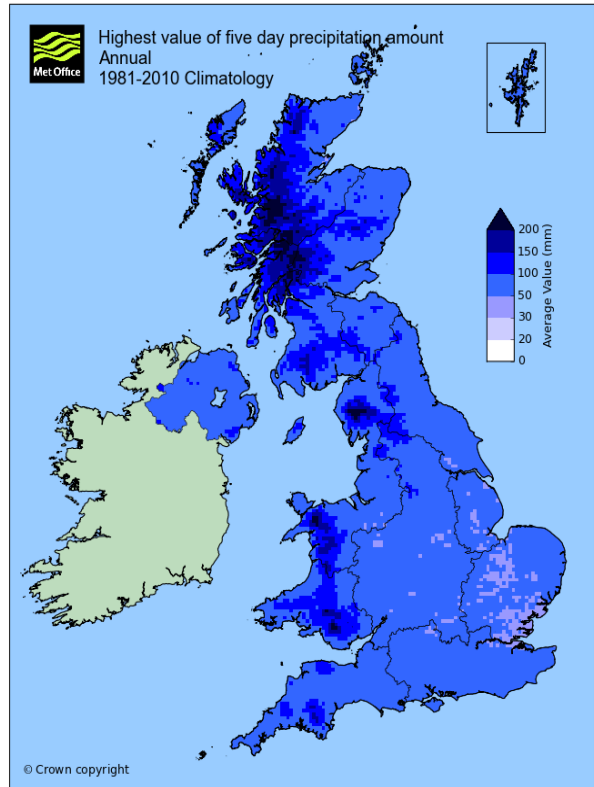 Met Office
Highest value of five day precipitation amount
Annual
1981-2010 Climatology
200
150
100
50
30
20
0
Average Value (mm)
© Crown copyright